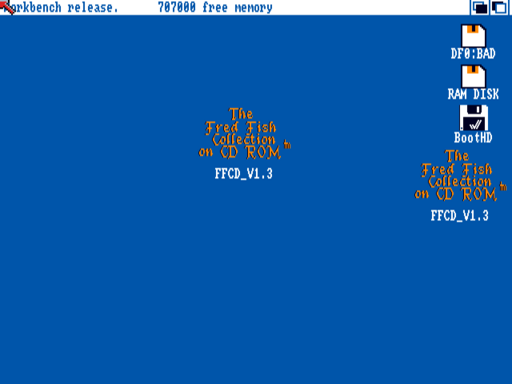 Workbench release. 707000 free memory
DF0:BAD
RAM DISK
BootHD
The
Fred Fish
Collection
on CD ROM. tm
FFCD_V1.3
The
Fred Fish
Collection
on CD ROM. tm
FFCD_V1.3